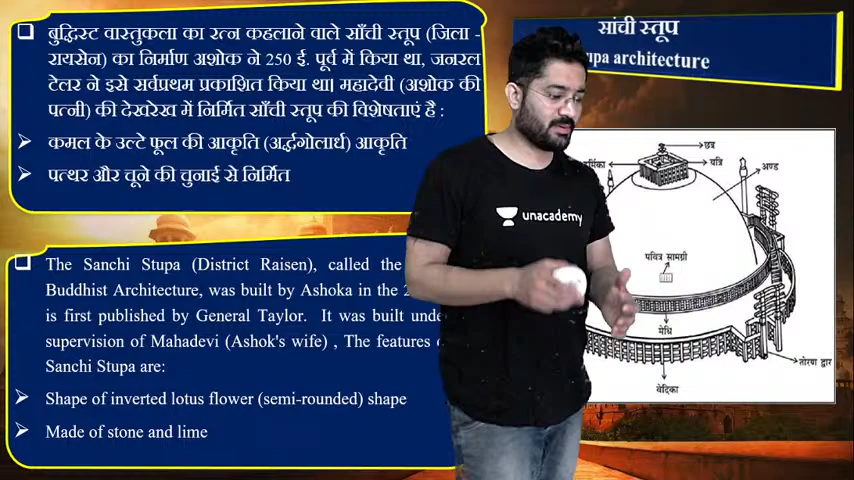 बुद्धिस्ट वास्तुकला का रत्न कहलाने वाले साँची स्तूप (जिला -
रायसेन) का निर्माण अशोक ने 250 ई. पूर्व में किया था, जनरल
टेलर ने इसे सर्वप्रथम प्रकाशित किया था। महादेवी (अशोक की
पत्नी) की देखरेख में निर्मित साँची स्तूप की विशेषताएं है :
कमल के उल्टे फूल की आकृति (अर्द्धगोलार्ध) आकृति
पत्थर और चूने की चुनाई से निर्मित
The Sanchi Stupa (District Raisen), called the
Buddhist Architecture, was built by Ashoka in the 2
is first published by General Taylor. It was built unde
supervision of Mahadevi (Ashok's wife) , The features
Sanchi Stupa are:
Shape of inverted lotus flower (semi-rounded) shape
Made of stone and lime
सांची स्तूप
upa architecture
छत्र
यत्रि
अण्ड
पवित्र सामग्री
मेधि
तोरण द्वार
वेदिका
unacademy